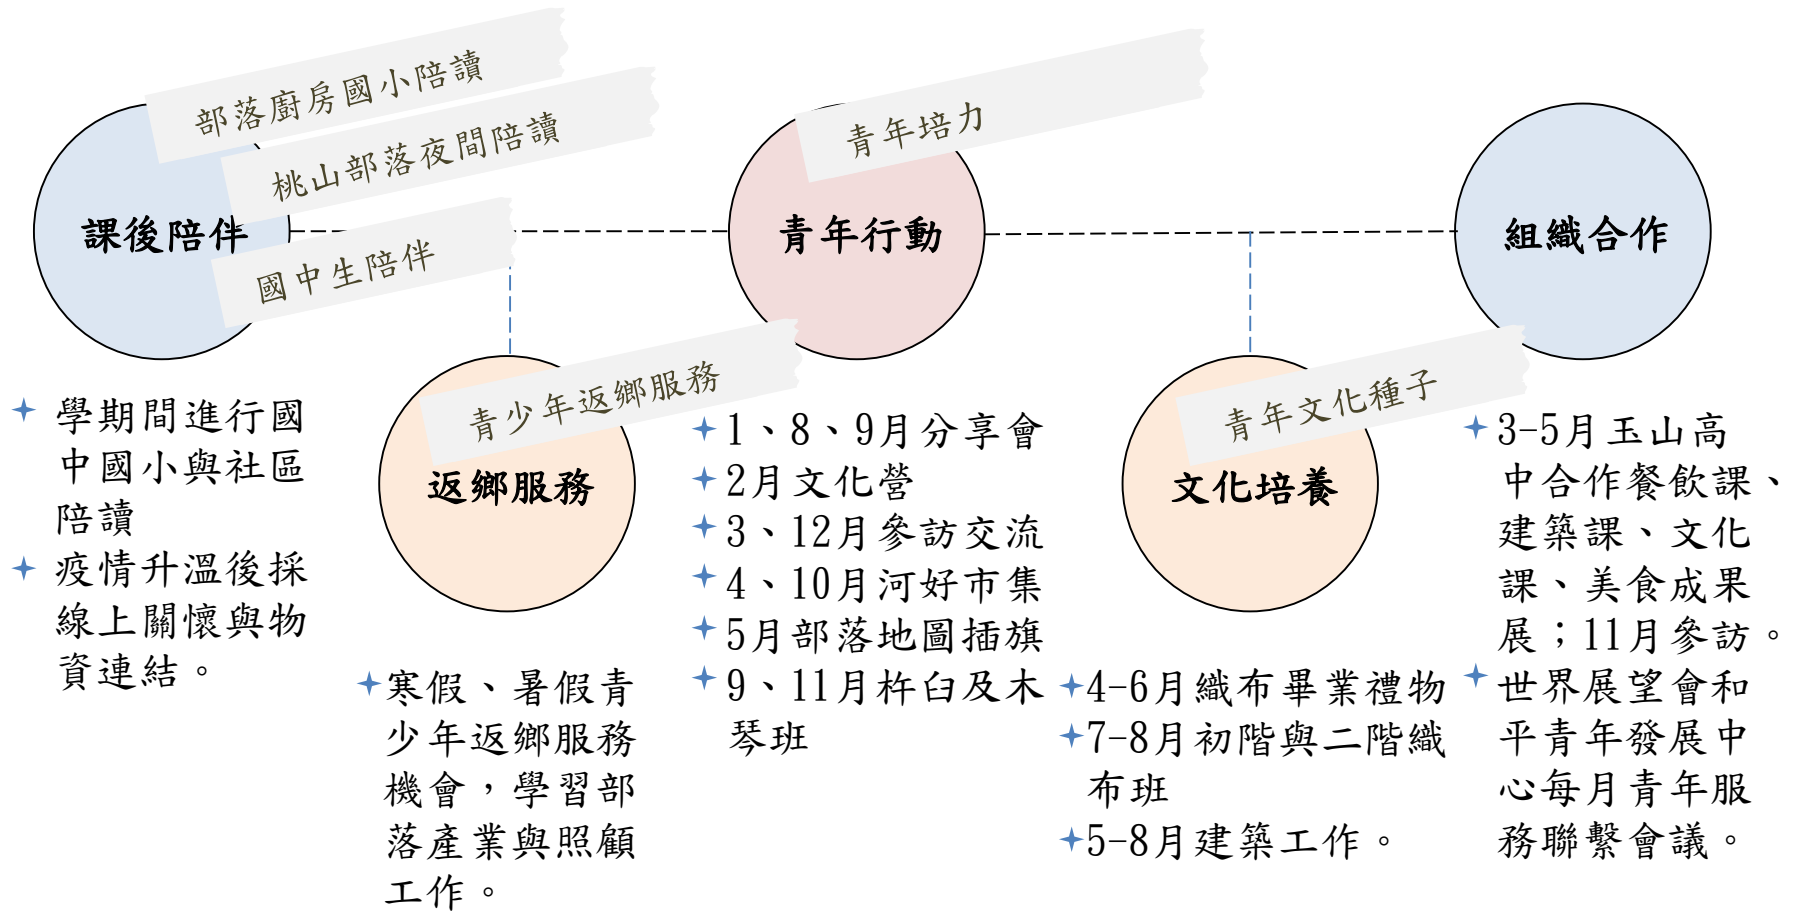 部落廚房國小陪讀
桃山部落夜間陪讀
課後陪伴
國中生陪伴
學期間進行國
中國小與社區
陪讀
疫情升溫後採
線上關懷與物
資連結。
青少年返鄉服務
返鄉服務
寒假、暑假青
少年返鄉服務
機會，學習部
落產業與照顧
工作。
青年培力
青年行動
1、8、9月分享會
2月文化營
3、12月參訪交流
4、10月河好市集
5月部落地圖插旗
9、11月杵臼及木
琴班
青年文化種子
文化培養
4-6月織布畢業禮物
7-8月初階與二階織
布班
5-8月建築工作。
組織合作
3-5月玉山高
中合作餐飲課、
建築課、文化
課、美食成果
展；11月參訪。
世界展望會和
平青年發展中
心每月青年服
務聯繫會議。